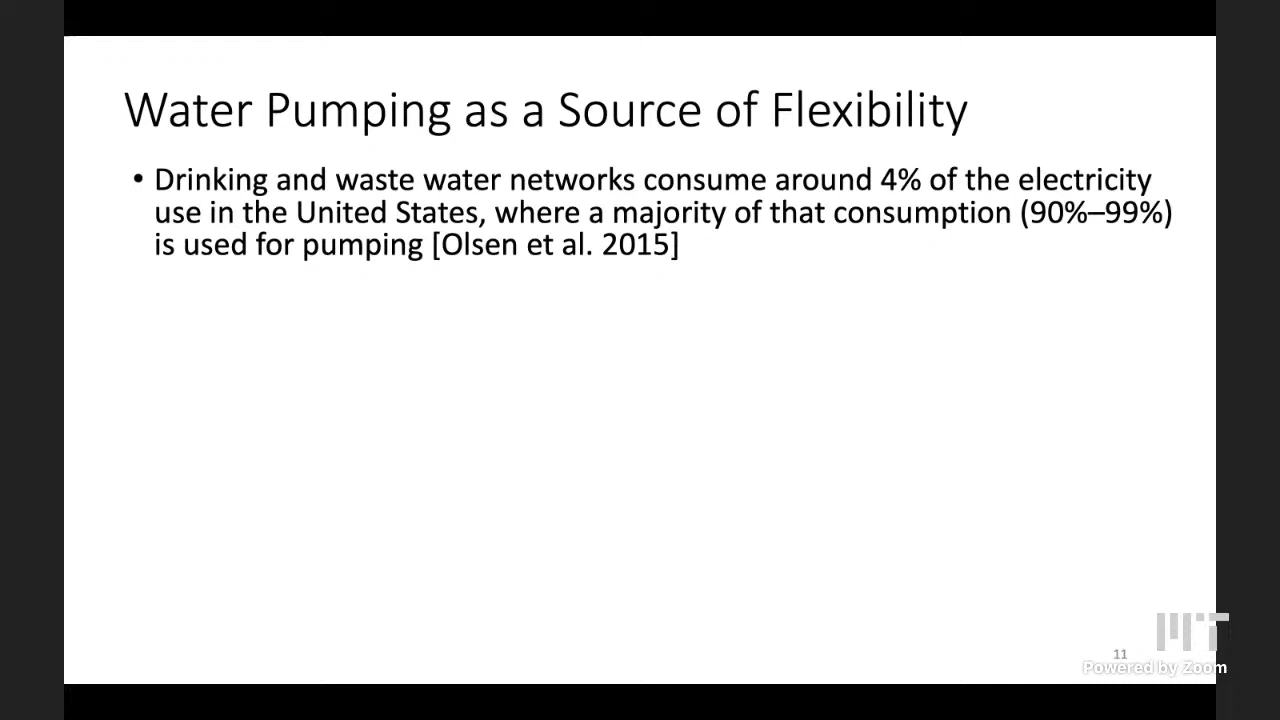 Water Pumping as a Source of Flexibility
• Drinking and waste water networks consume around 4% of the electricity
use in the United States, where a majority of that consumption (90%–99%)
is used for pumping [Olsen et al. 2015]
MIT
11
Powered by Zoom